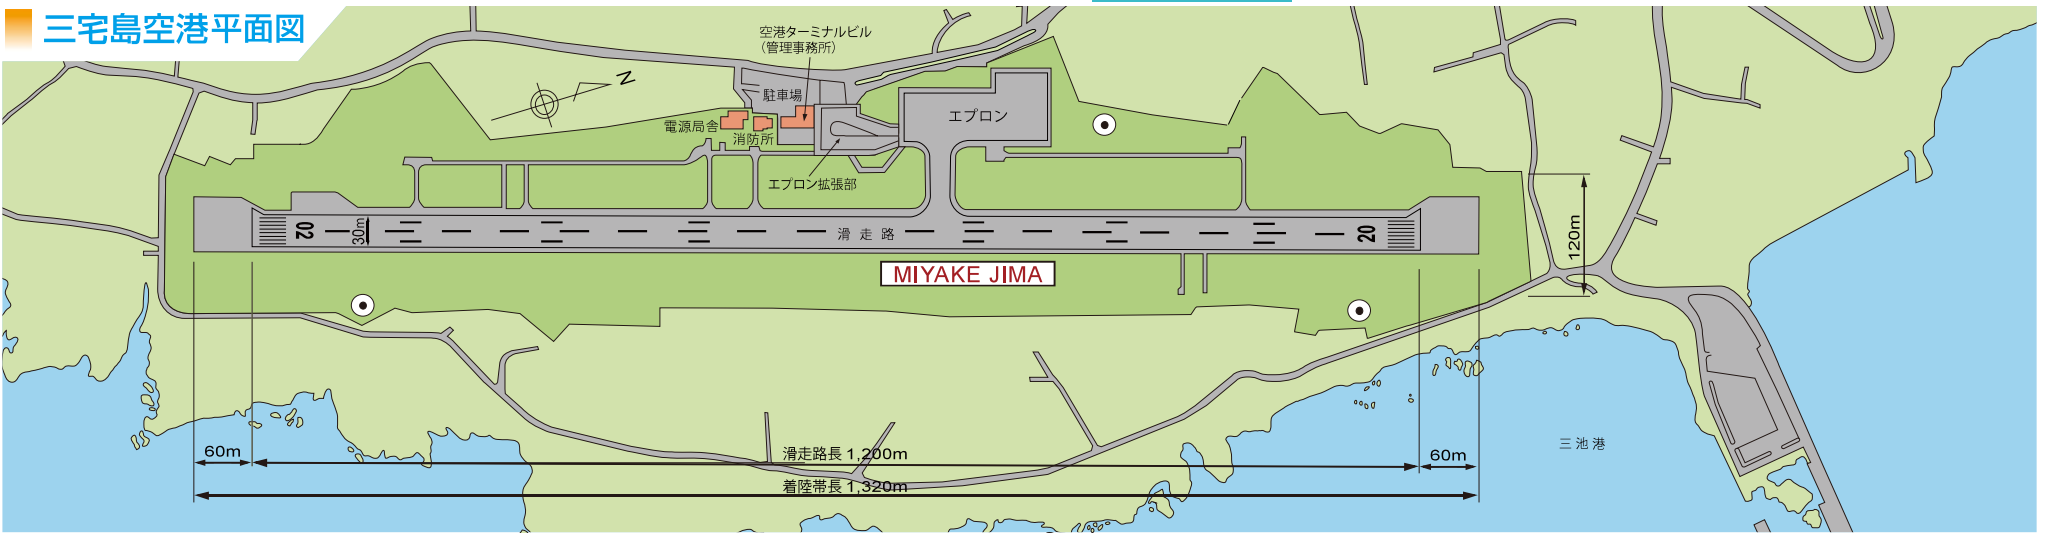 三宅島空港平面図
空港ターミナルビル
（管理事務所）
N
駐車場
電源局舎
消防所
エプロン
エプロン拡張部
02
30m
滑走路
20
120m
MIYAKE JIMA
三池港
60m
滑走路長 1,200m
60m
着陸帯長 1,320m